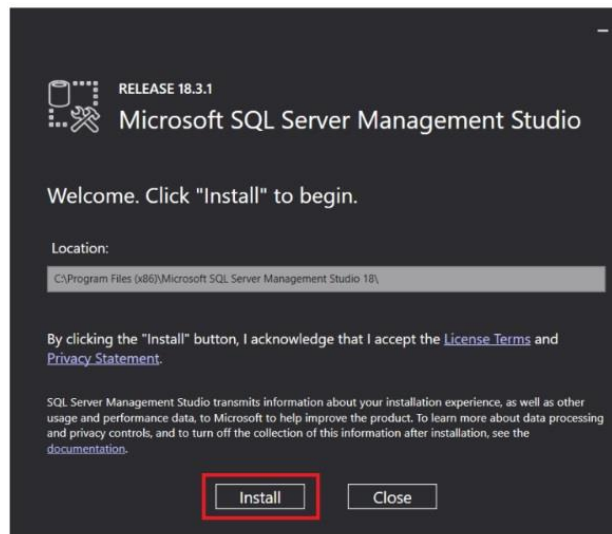 RELEASE 18.3.1
Microsoft SQL Server Management Studio
Welcome. Click "Install" to begin.
Location:
C:\Program Files (x86)\Microsoft SQL Server Management Studio 18\
By clicking the "Install" button, I acknowledge that I accept the License Terms and
Privacy Statement.
SQL Server Management Studio transmits information about your installation experience, as well as other
usage and performance data, to Microsoft to help improve the product. To learn more about data processing
and privacy controls, and to turn off the collection of this information after installation, see the
documentation.
Install
Close